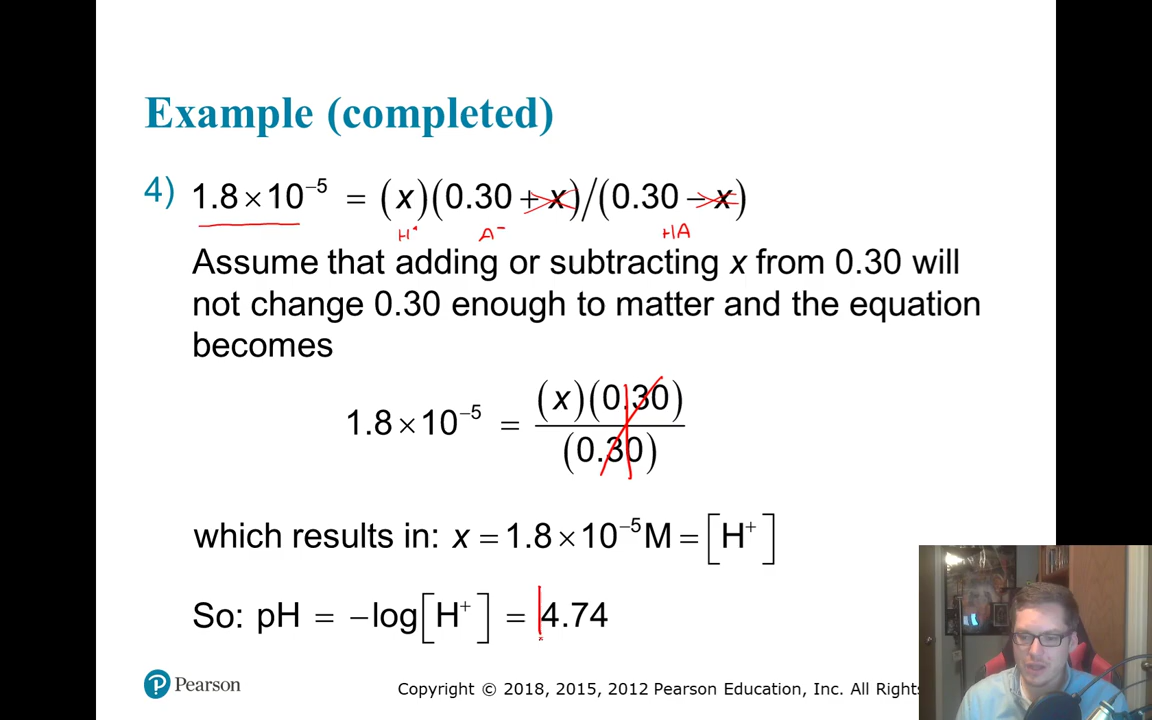 Example (completed)
4) 1.8 × 10⁻⁵ = (x)(0.30 + x)/(0.30 − x)
H⁺ A⁻ HA
Assume that adding or subtracting x from 0.30 will
not change 0.30 enough to matter and the equation
becomes
1.8 × 10⁻⁵ = (x)(0.30)
(0.30)
which results in: x = 1.8 × 10⁻⁵ M = [H⁺]
So: pH = −log[H⁺] = 4.74
Pearson
Copyright © 2018, 2015, 2012 Pearson Education, Inc. All Rights